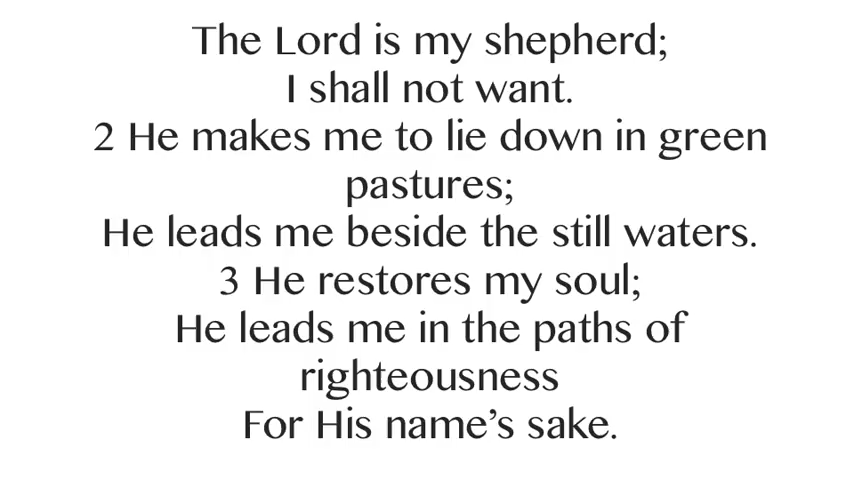 The Lord is my shepherd;
I shall not want.
2 He makes me to lie down in green
pastures;
He leads me beside the still waters.
3 He restores my soul;
He leads me in the paths of
righteousness
For His name’s sake.